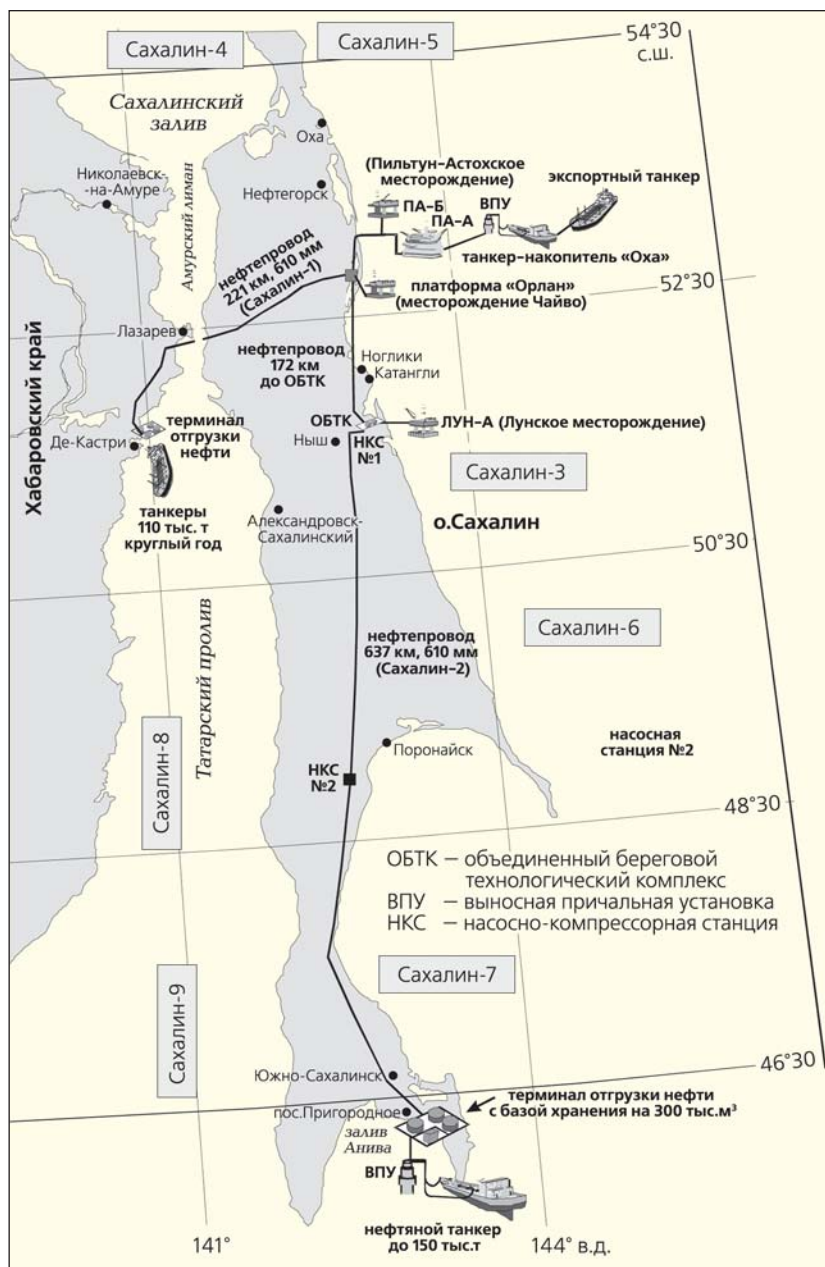 Сахалин-4
Сахалин-5
54°30
с.ш.
Сахалинский
залив
Оха
Николаевск-
-на-Амуре
Амурский лиман
Нефтегорск
(Пильтун-Астохское
месторождение)
экспортный танкер
ПА-Б
ПА-А
ВПУ
танкер-накопитель «Оха»
нефтепровод
221 км, 610 мм
(Сахалин-1)
платформа «Орлан»
(месторождение Чайво)
52°30
Лазарев
Хабаровский край
нефтепровод
172 км
до ОБТК
Ноглики
Катангли
терминал
отгрузки
нефти
ОБТК
ЛУН-А (Лунское месторождение)
Де-Кастри
Ныш
НКС
№1
Сахалин-3
танкеры
110 тыс. т
круглый год
Александровск-
Сахалинский
о.Сахалин
50°30
Татарский пролив
нефтепровод
637 км, 610 мм
(Сахалин-2)
Сахалин-6
Сахалин-8
Поронайск
насосная
станция №2
НКС
№2
48°30
ОБТК – объединенный береговой
технологический комплекс
ВПУ – выносная причальная установка
НКС – насосно-компрессорная станция
Сахалин-7
Сахалин-9
Южно-Сахалинск
46°30
пос.Пригородное
терминал отгрузки нефти
с базой хранения на 300 тыс.м³
залив
Анива
ВПУ
нефтяной танкер
до 150 тыс.т
141°
144° в.д.